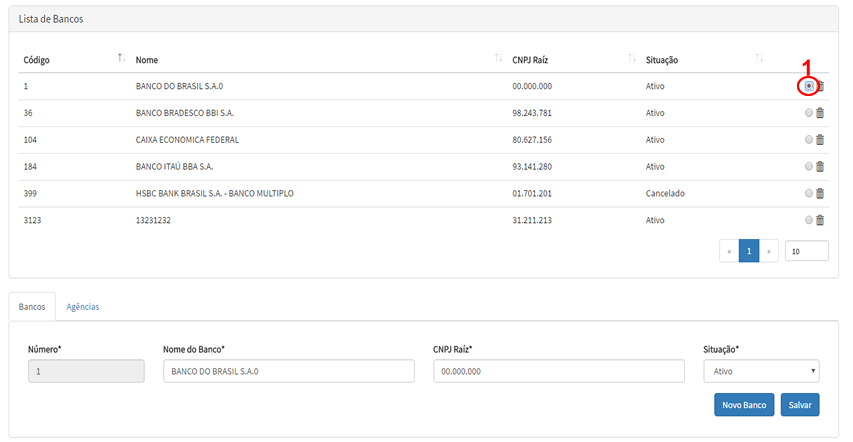 Lista de Bancos
Código Nome CNPJ Raíz Situação
1
1 BANCO DO BRASIL S.A.0 00.000.000 Ativo
36 BANCO BRADESCO BBI S.A. 98.243.781 Ativo
104 CAIXA ECONOMICA FEDERAL 80.627.156 Ativo
184 BANCO ITAÚ BBA S.A. 93.141.280 Ativo
399 HSBC BANK BRASIL S.A. - BANCO MULTIPLO 01.701.201 Cancelado
3123 13231232 31.211.213 Ativo
« 1 » 10
Bancos Agências
Número* Nome do Banco* CNPJ Raíz* Situação*
1 BANCO DO BRASIL S.A.0 00.000.000 Ativo
Novo Banco Salvar